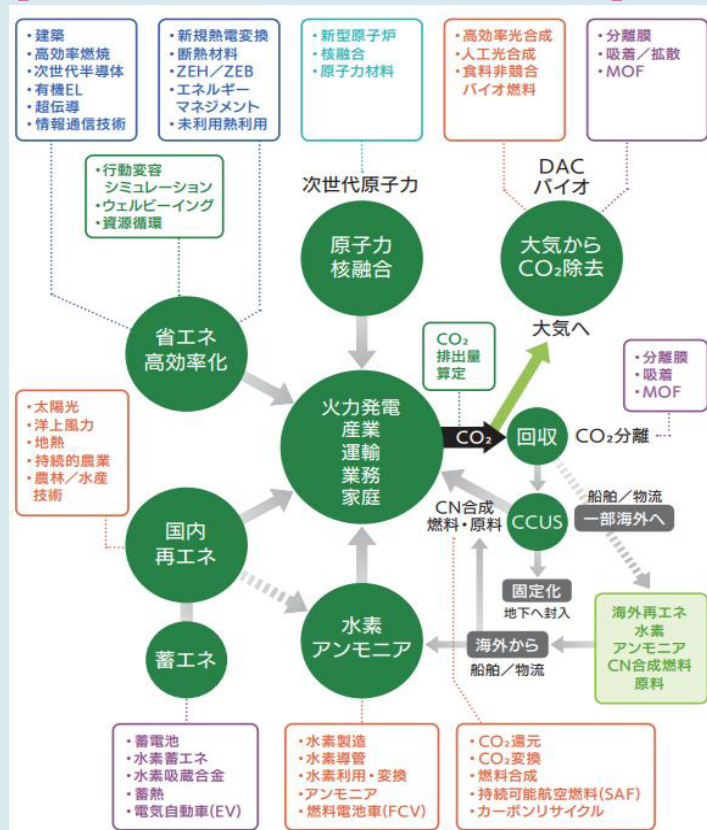 ・建築
・高効率燃焼
・次世代半導体
・有機EL
・超伝導
・情報通信技術
・新規熱電変換
・断熱材料
・ZEH／ZEB
・エネルギー
マネジメント
・未利用熱利用
・新型原子炉
・核融合
・原子力材料
・高効率光合成
・人工光合成
・食料非競合
バイオ燃料
・分離膜
・吸着／拡散
・MOF
・行動変容
シミュレーション
・ウェルビーイング
・資源循環
次世代原子力
原子力
核融合
DAC
バイオ
大気から
CO₂除去
大気へ
省エネ
高効率化
CO₂
排出量
算定
・分離膜
・吸着
・MOF
火力発電
産業
運輸
業務
家庭
CO₂
回収
CO₂分離
・太陽光
・洋上風力
・地熱
・持続的農業
・農林／水産
技術
CN合成
燃料・原料
CCUS
船舶／物流
一部海外へ
国内
再エネ
固定化
地下へ封入
水素
アンモニア
海外から
船舶／物流
海外再エネ
水素
アンモニア
CN合成燃料
原料
蓄エネ
・蓄電池
・水素蓄エネ
・水素吸蔵合金
・蓄熱
・電気自動車(EV)
・水素製造
・水素導管
・水素利用・変換
・アンモニア
・燃料電池車(FCV)
・CO₂還元
・CO₂変換
・燃料合成
・持続可能航空燃料(SAF)
・カーボンリサイクル